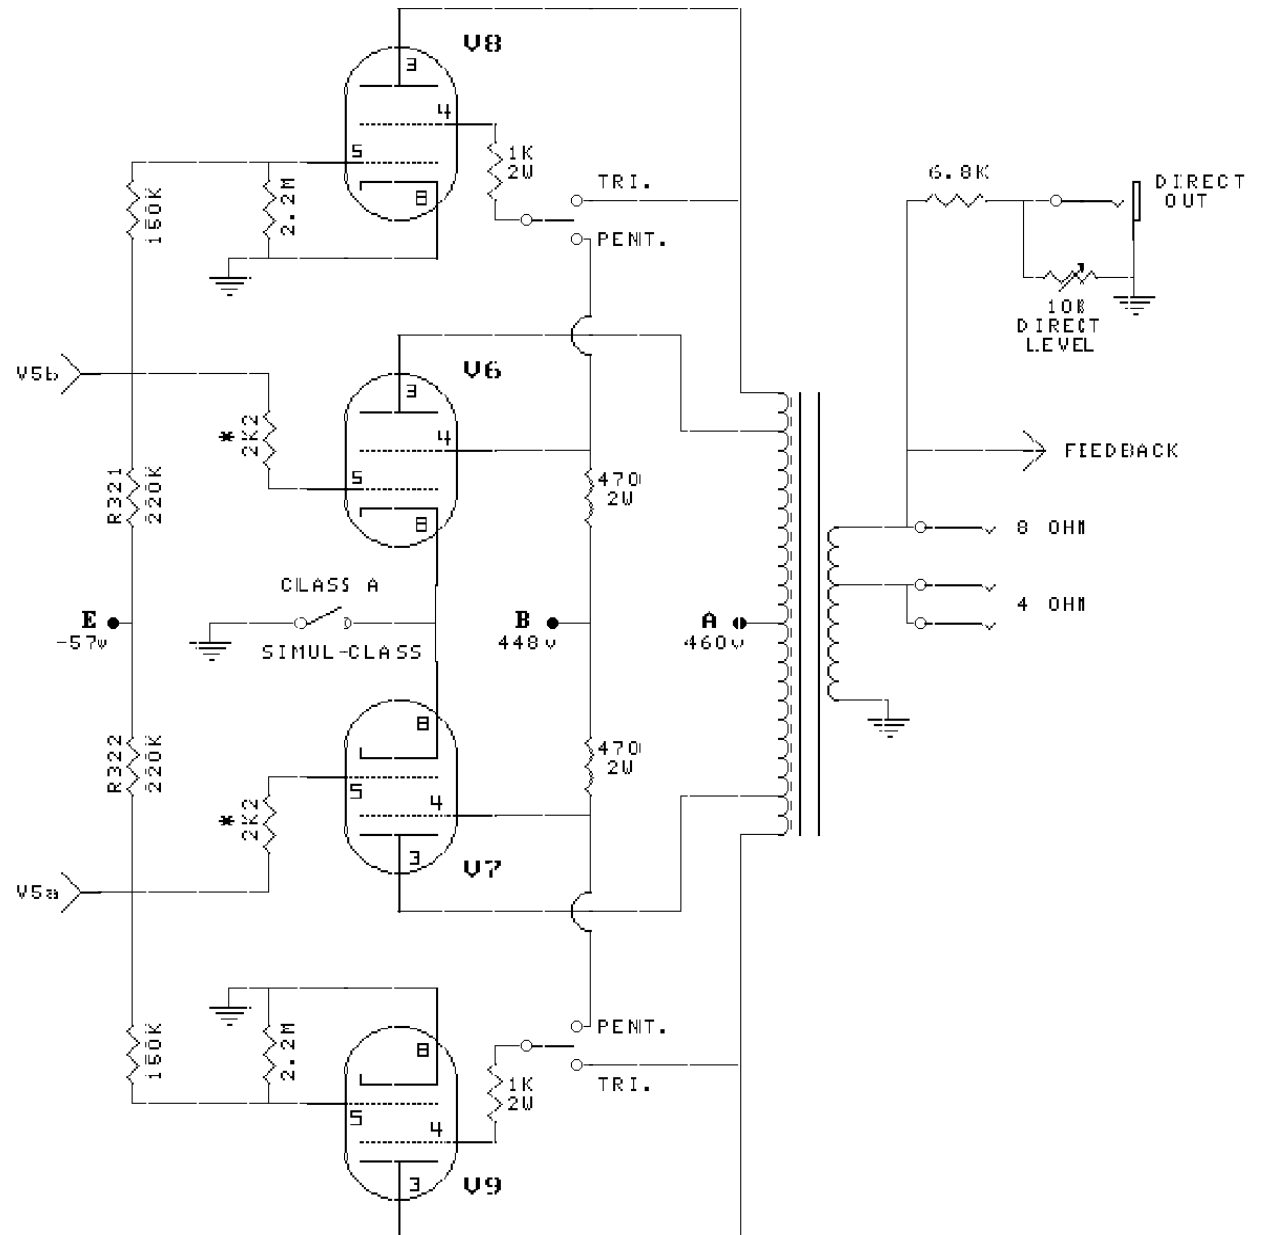 V8
3
4
5
8
1K
2W
TRI.
PENT.
150K
2.2M
6.8K
DIRECT
OUT
10K
DIRECT
LEVEL
V5b
V6
3
4
5
8
* 2K2
R321
220K
470
2W
FEEDBACK
8 OHM
4 OHM
CLASS A
SIMUL-CLASS
E
-57v
B
448v
A
460v
R322
220K
470
2W
8
5
4
3
* 2K2
V7
V5a
150K
2.2M
PENT.
TRI.
1K
2W
8
5
4
3
V9